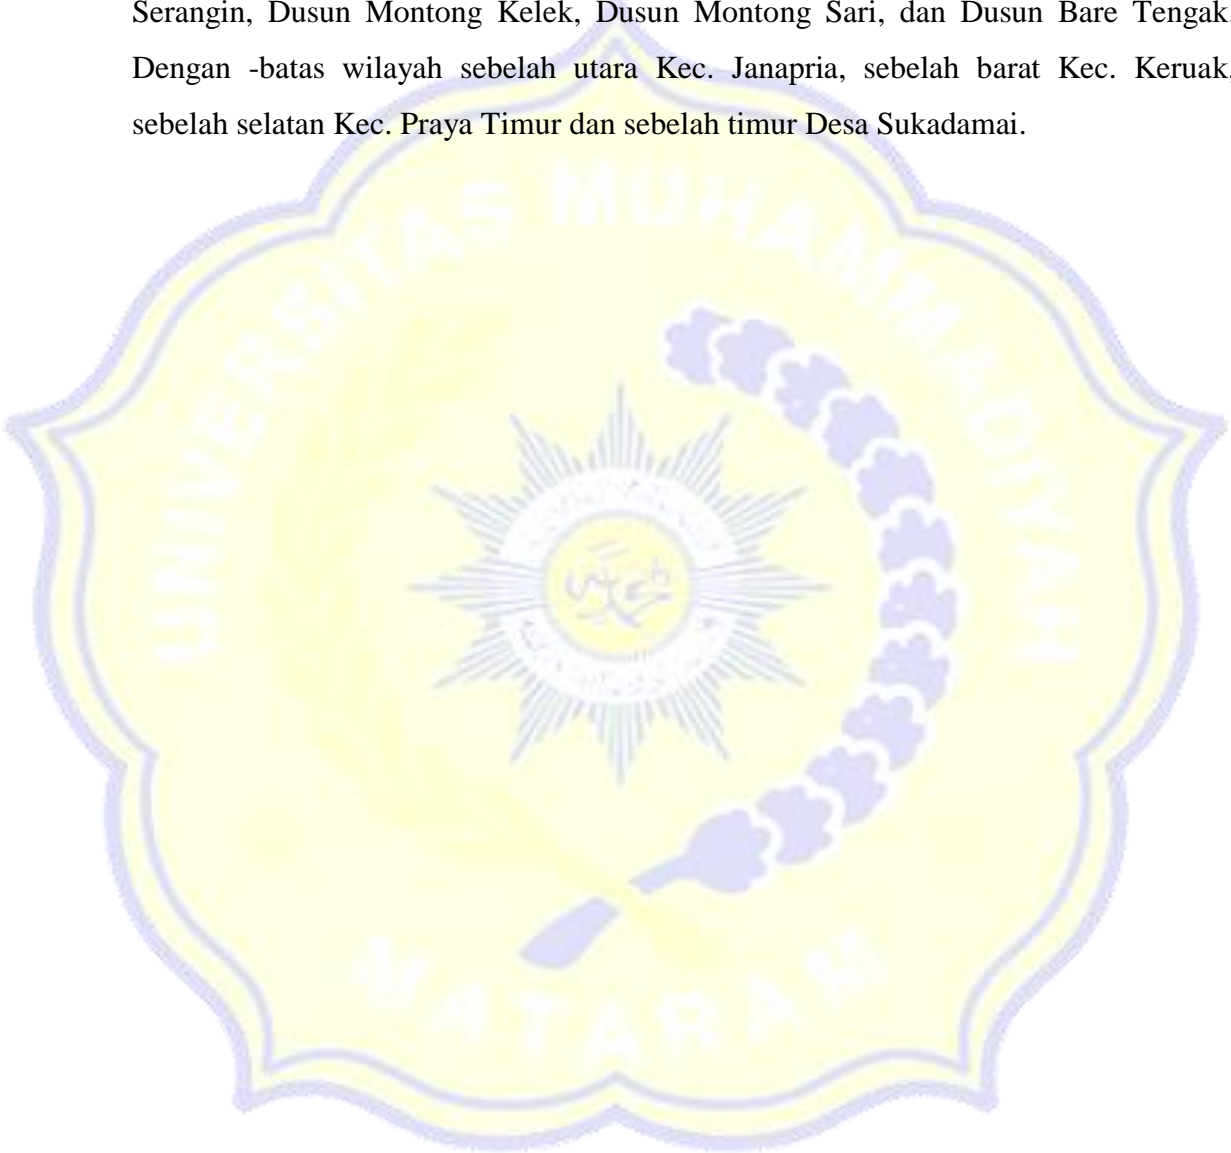 Serangin, Dusun Montong Kelek, Dusun Montong Sari, dan Dusun Bare Tengak.
Dengan -batas wilayah sebelah utara Kec. Janapria, sebelah barat Kec. Keruak,
sebelah selatan Kec. Praya Timur dan sebelah timur Desa Sukadamai.
UNIVERSITAS MUHAMMADIYAH
MATARAM